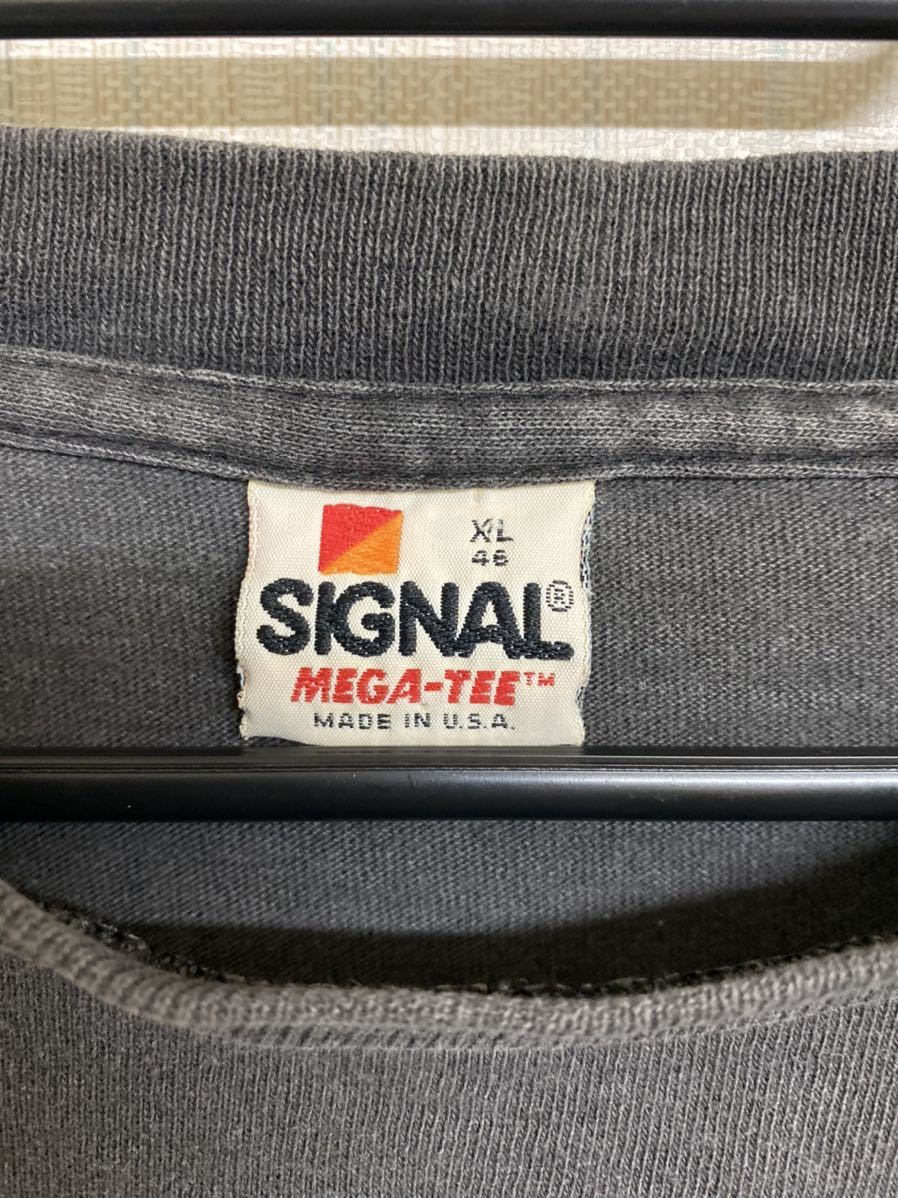 XL
46
SIGNAL®
MEGA-TEE™
MADE IN U.S.A.